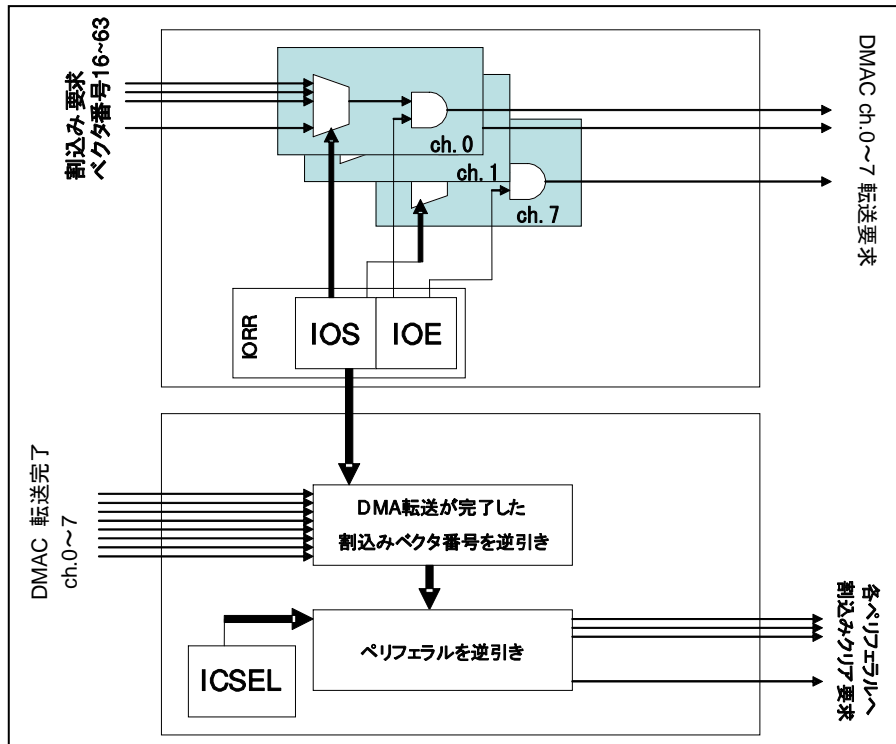 割込み要求
ベクタ番号16~63
DMAC ch.0～7 転送要求
ch. 0
ch. 1
ch. 7
IORR
IOS
IOE
DMAC 転送完了
ch.0～7
DMA転送が完了した
割込みベクタ番号を逆引き
ペリフェラルを逆引き
ICSEL
各ペリフェラルへ
割込みクリア要求